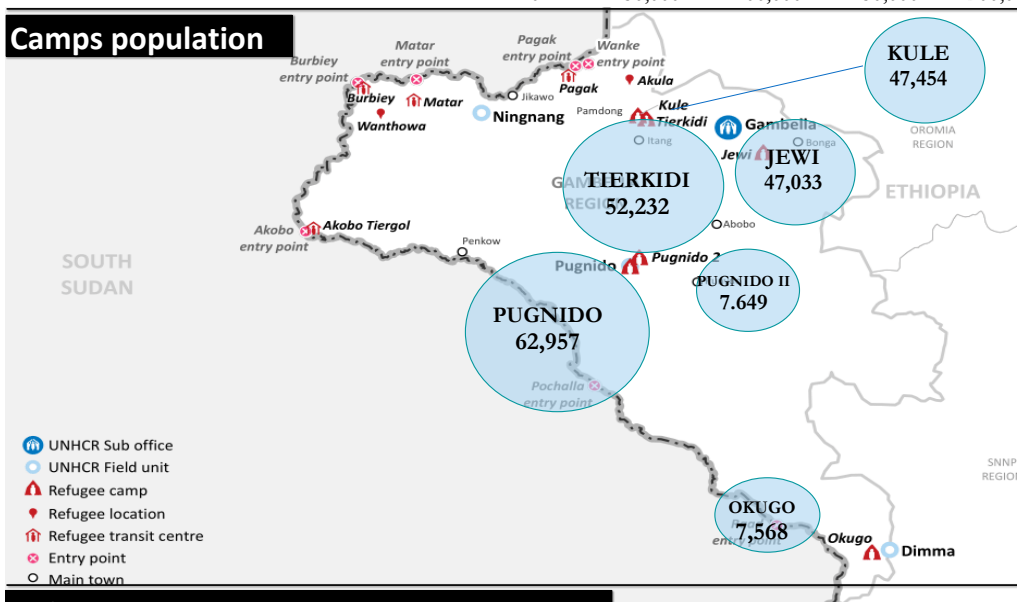 Camps population
Burbiey
entry point
Matar
entry point
Pagak
entry point
Wanke
entry point
KULE
47,454
Burbiey
Matar
Pagak
Akula
Wanthowa
Jikawo
Ningnang
Pamdong
Kule
Tierkidi
Itang
Gambella
OROMIA
REGION
Jewi
Bonga
JEWI
47,033
TIERKIDI
52,232
REGION
ETHIOPIA
Akobo
entry point
Akobo Tiergol
Penkow
Abobo
SOUTH
SUDAN
Pugnido
Pugnido 2
PUGNIDO II
7.649
PUGNIDO
62,957
Pochalla
entry point
UNHCR Sub office
UNHCR Field unit
Refugee camp
Refugee location
Refugee transit centre
Entry point
Main town
SNNP
REGION
OKUGO
7,568
entry point
Okugo
Dimma